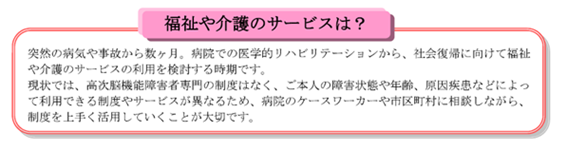 福祉や介護のサービスは？
突然の病気や事故から数ヶ月。病院での医学的リハビリテーションから、社会復帰に向けて福祉
や介護のサービスの利用を検討する時期です。
現状では、高次脳機能障害者専門の制度はなく、ご本人の障害状態や年齢、原因疾患などによっ
て利用できる制度やサービスが異なるため、病院のケースワーカーや市区町村に相談しながら、
制度を上手く活用していくことが大切です。